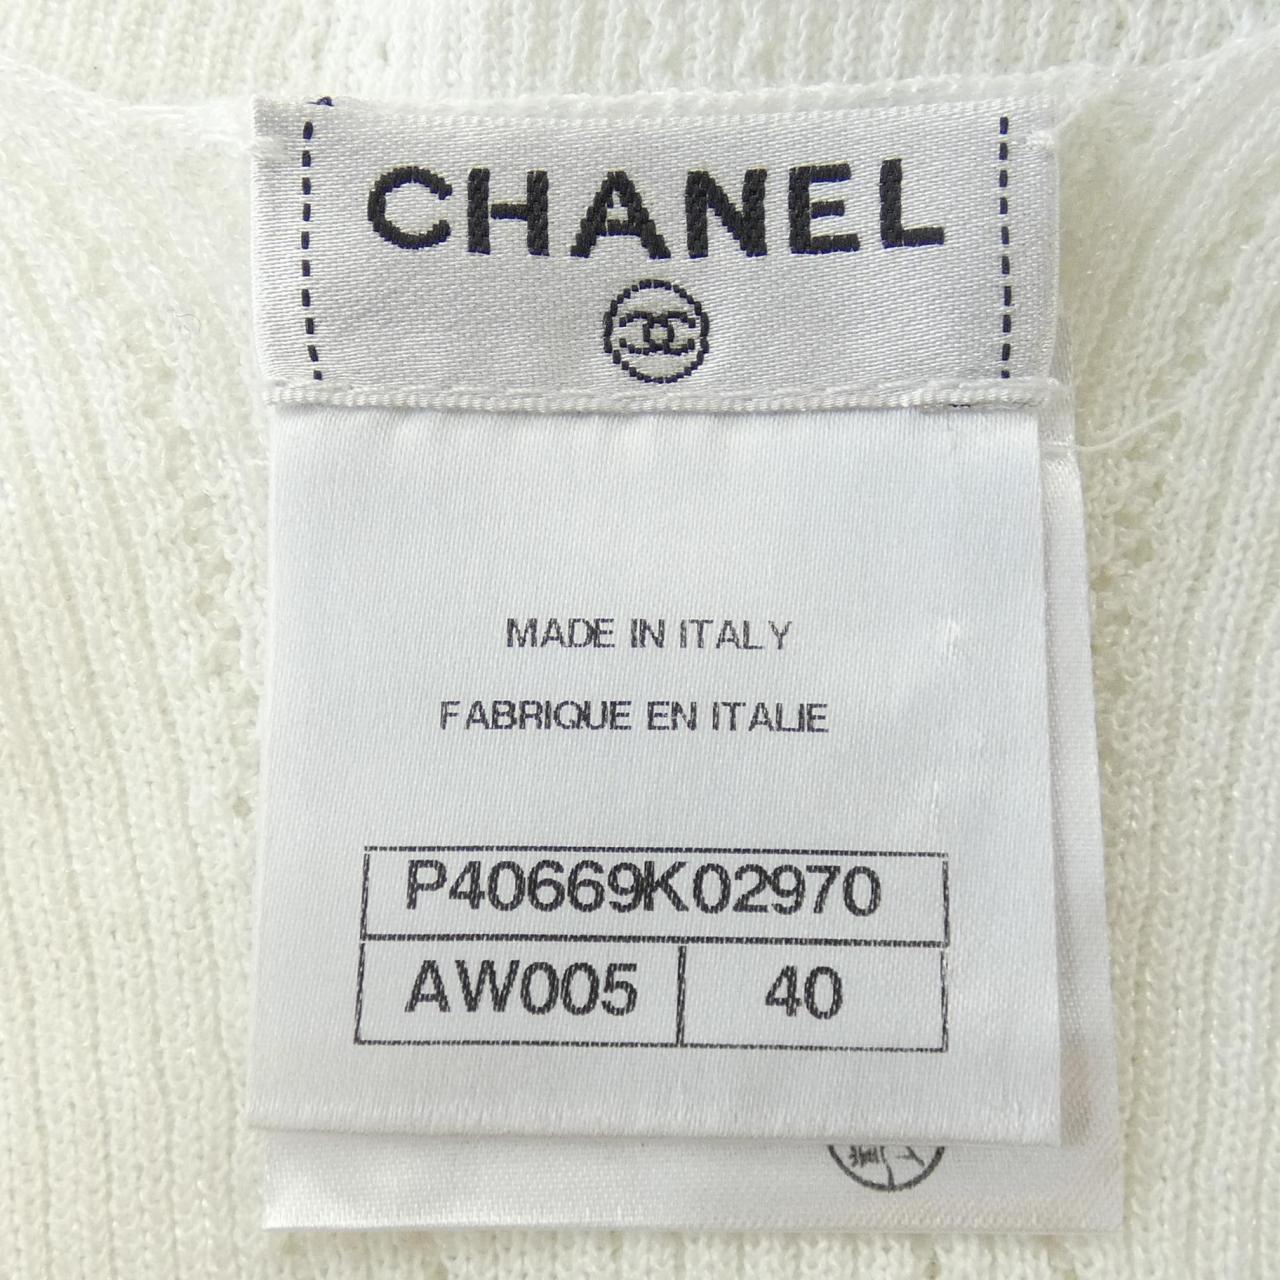 CHANEL
MADE IN ITALY
FABRIQUE EN ITALIE
P40669K02970
AW005 40